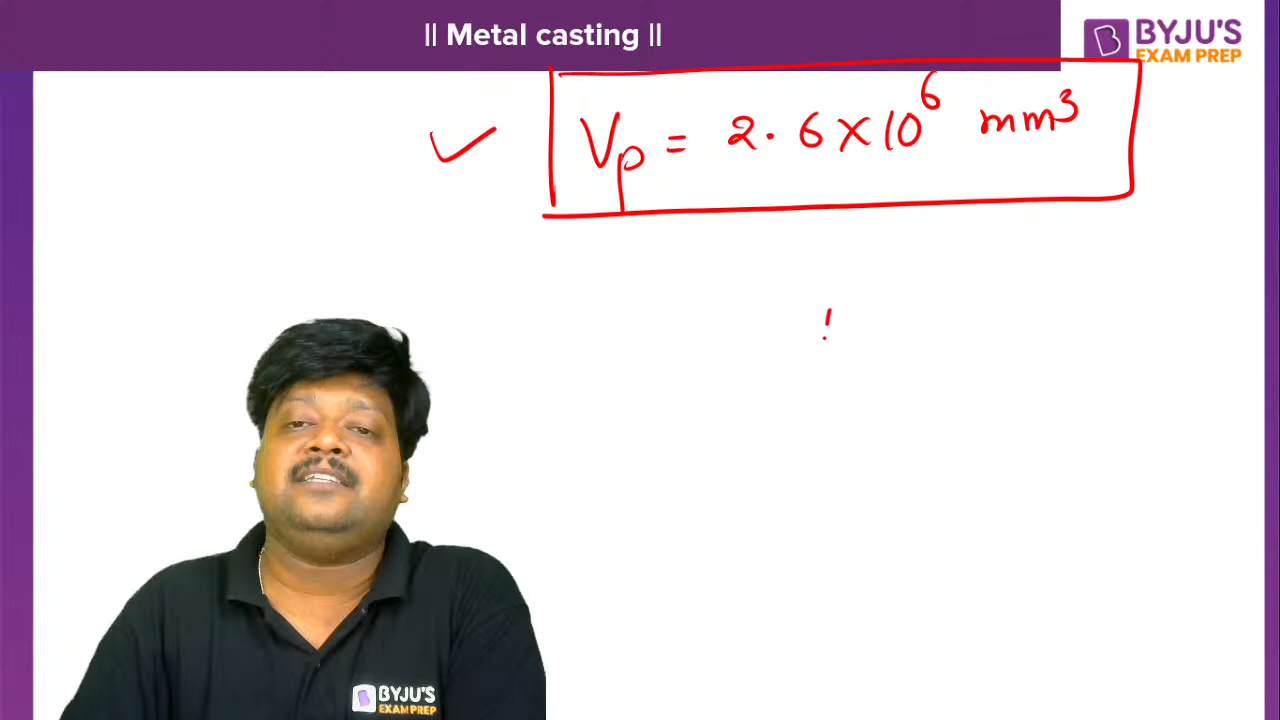 || Metal casting ||
BYJU'S
EXAM PREP
✓ Vp = 2.6×10⁶ mm³
!
BYJU'S
EXAM PREP